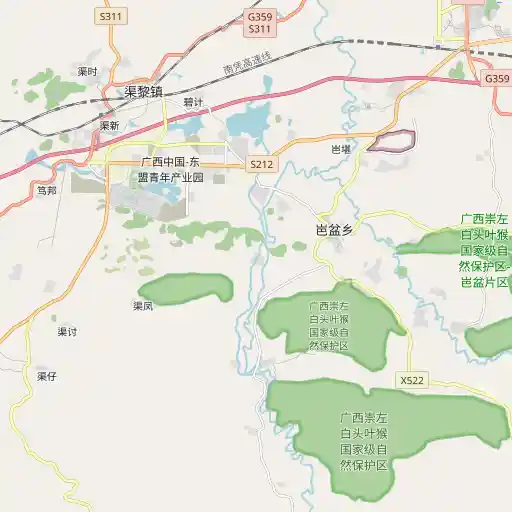 S311
G359
S311
南凭高速线
渠时
渠黎镇
碧计
G359
渠新
岜堪
广西中国-东
盟青年产业园
S212
笃邦
岜盆乡
广西崇左
白头叶猴
国家级自
然保护区-
岜盆片区
渠凤
广西崇左
白头叶猴
国家级自
然保护区
渠讨
渠仔
X522
广西崇左
白头叶猴
国家级自
然保护区